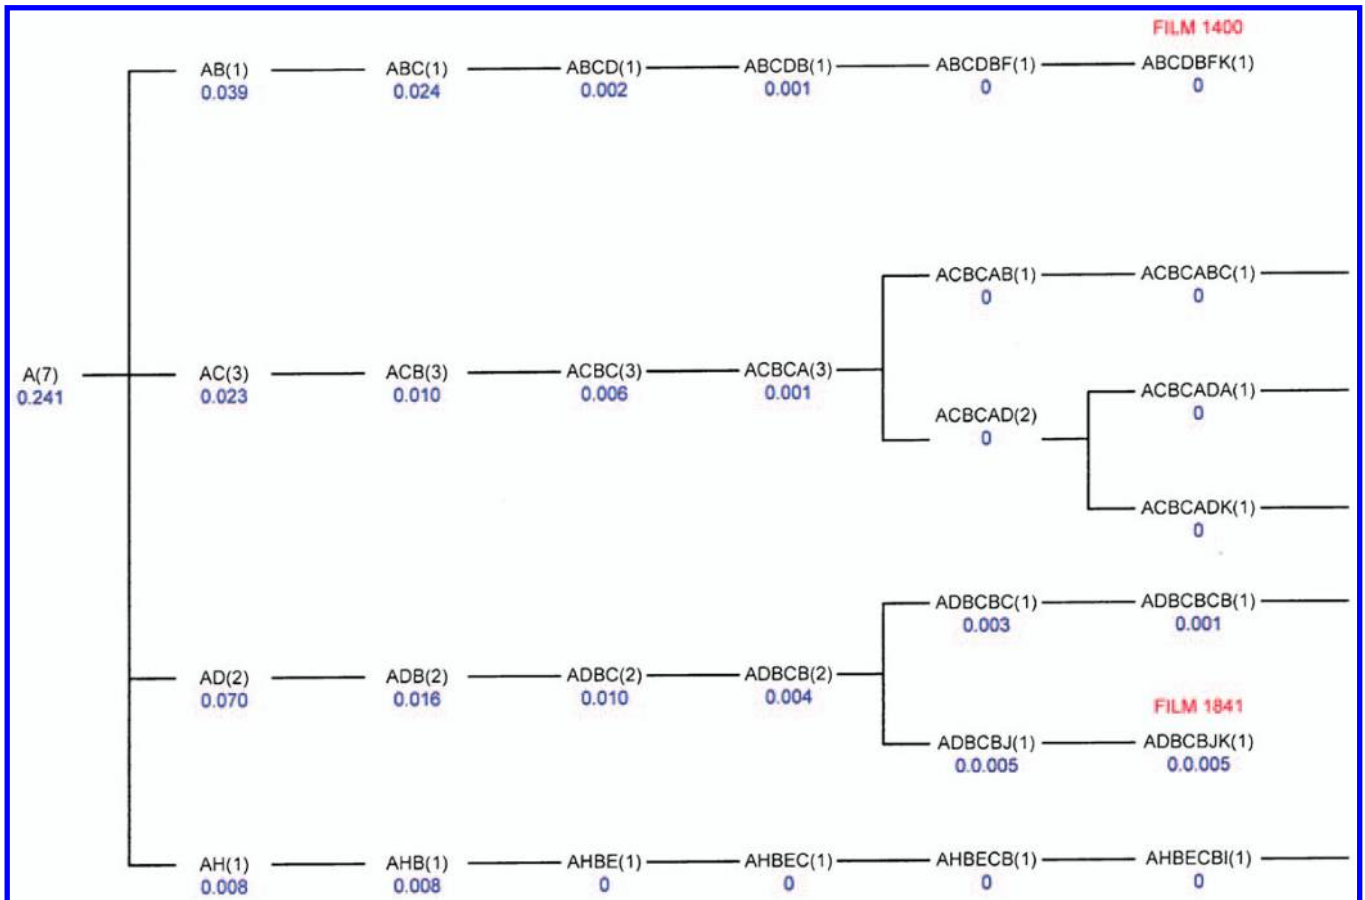 FILM 1400
AB(1) ABC(1) ABCD(1) ABCDB(1) ABCDBF(1) ABCDBFK(1)
0.039 0.024 0.002 0.001 0 0
ACBCAB(1) ACBCABC(1)
0 0
A(7) AC(3) ACB(3) ACBC(3) ACBCA(3)
0.241 0.023 0.010 0.006 0.001
ACBCADA(1)
0
ACBCAD(2)
0
ACBCADK(1)
0
ADBCBC(1) ADBCBCB(1)
0.003 0.001
AD(2) ADB(2) ADBC(2) ADBCB(2)
0.070 0.016 0.010 0.004
FILM 1841
ADBCBJ(1) ADBCBJK(1)
0.0.005 0.0.005
AH(1) AHB(1) AHBE(1) AHBEC(1) AHBECB(1) AHBECBI(1)
0.008 0.008 0 0 0 0